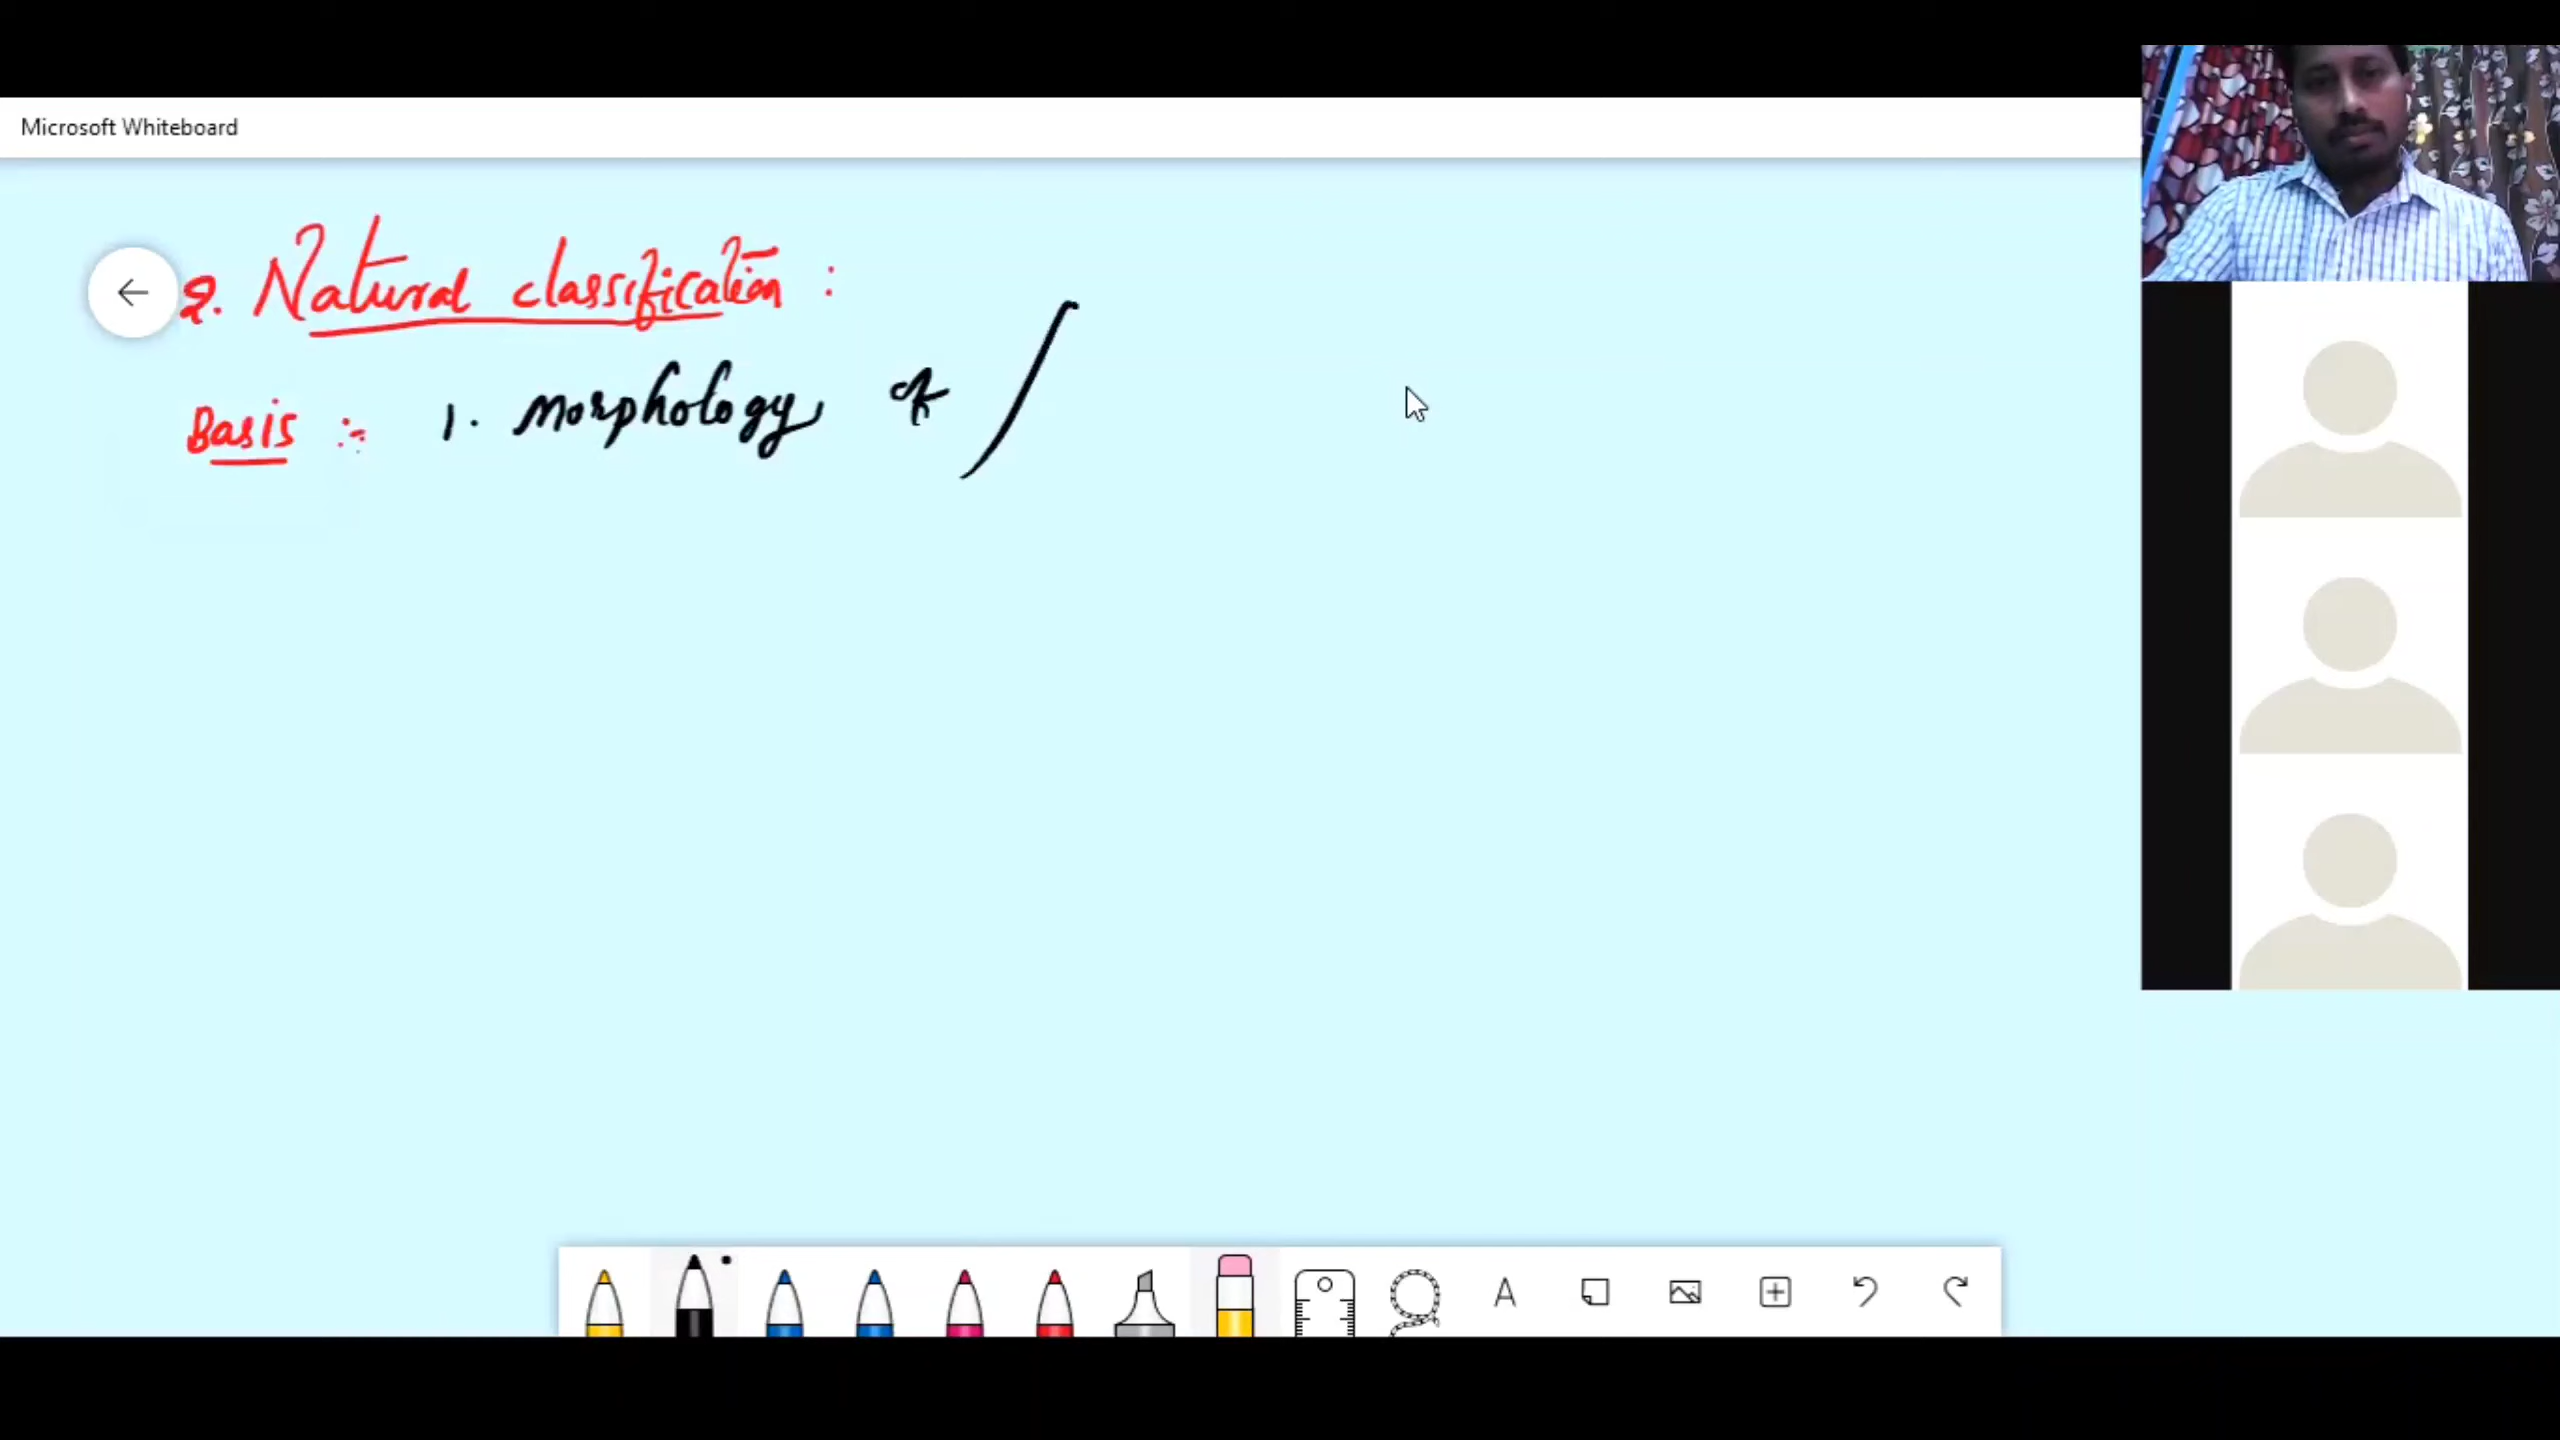 Microsoft Whiteboard
2. Natural classification :
Basis :- 1. Morphology of